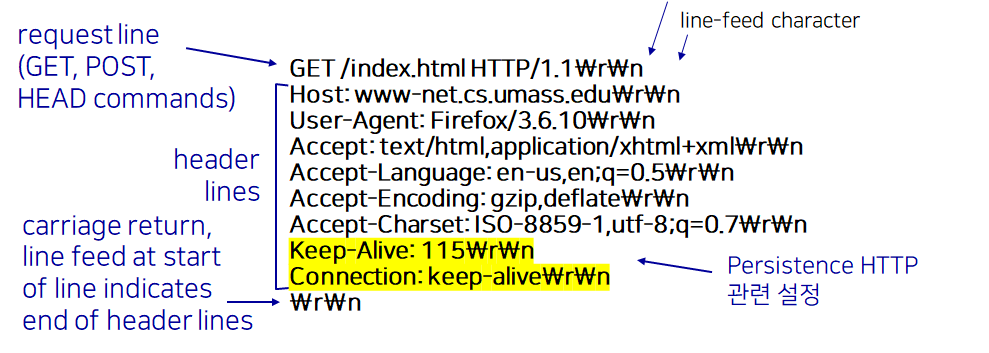 line-feed character
request line
(GET, POST,
HEAD commands)
GET /index.html HTTP/1.1₩r₩n
Host: www-net.cs.umass.edu₩r₩n
User-Agent: Firefox/3.6.10₩r₩n
Accept: text/html,application/xhtml+xml₩r₩n
Accept-Language: en-us,en;q=0.5₩r₩n
Accept-Encoding: gzip,deflate₩r₩n
Accept-Charset: ISO-8859-1,utf-8;q=0.7₩r₩n
Keep-Alive: 115₩r₩n
Connection: keep-alive₩r₩n
₩r₩n
header
lines
carriage return,
line feed at start
of line indicates
end of header lines
Persistence HTTP
관련 설정